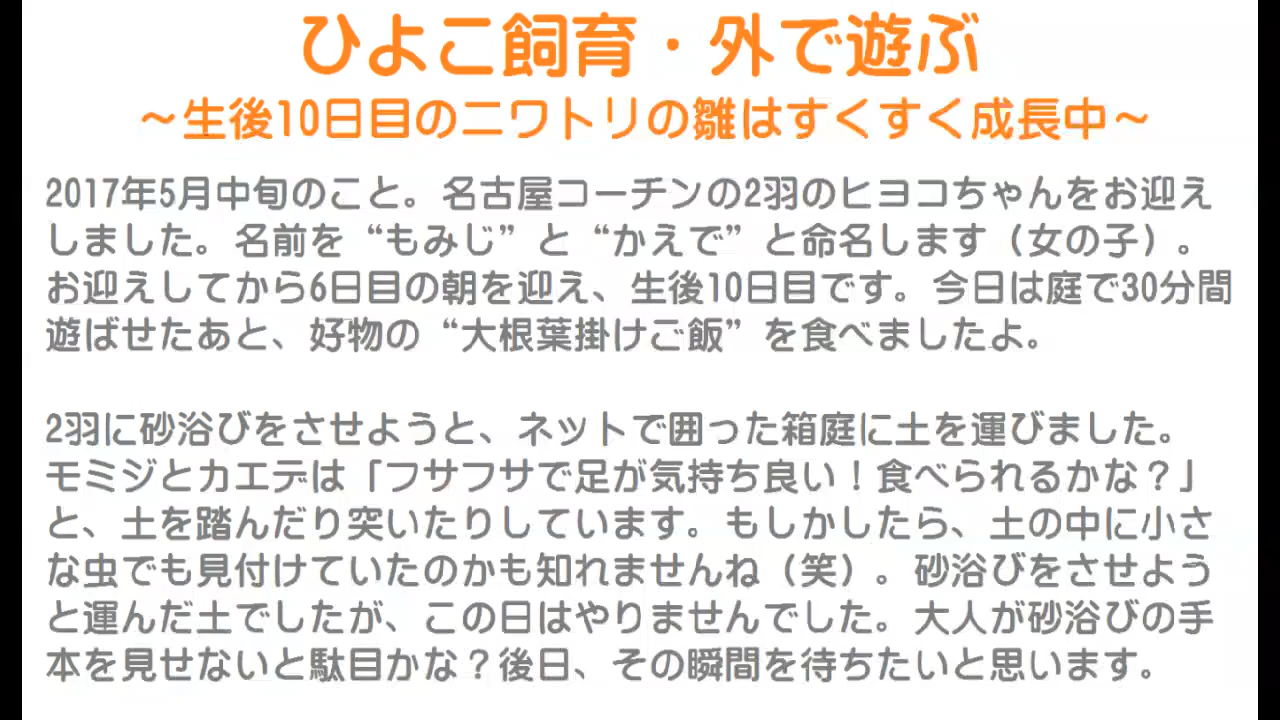 ひよこ飼育・外で遊ぶ
～生後10日目のニワトリの雛はすくすく成長中～
2017年5月中旬のこと。名古屋コーチンの2羽のヒヨコちゃんをお迎え
しました。名前を“もみじ”と“かえで”と命名します（女の子）。
お迎えしてから6日目の朝を迎え、生後10日目です。今日は庭で30分間
遊ばせたあと、好物の“大根葉掛けご飯”を食べましたよ。
2羽に砂浴びをさせようと、ネットで囲った箱庭に土を運びました。
モミジとカエデは「フサフサで足が気持ち良い！食べられるかな？」
と、土を踏んだり突いたりしています。もしかしたら、土の中に小さ
な虫でも見付けていたのかも知れませんね（笑）。砂浴びをさせよう
と運んだ土でしたが、この日はやりませんでした。大人が砂浴びの手
本を見せないと駄目かな？後日、その瞬間を待ちたいと思います。